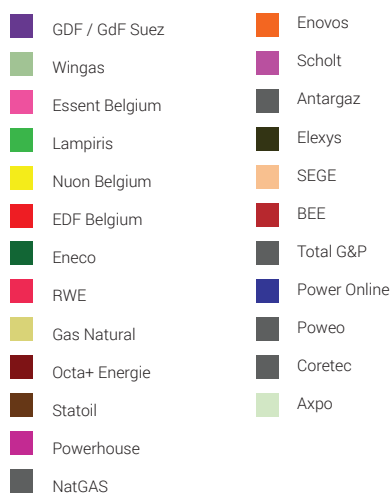 GDF / GdF Suez
Wingas
Essent Belgium
Lampiris
Nuon Belgium
EDF Belgium
Eneco
RWE
Gas Natural
Octa+ Energie
Statoil
Powerhouse
NatGAS
Enovos
Scholt
Antargaz
Elexys
SEGE
BEE
Total G&P
Power Online
Poweo
Coretec
Axpo